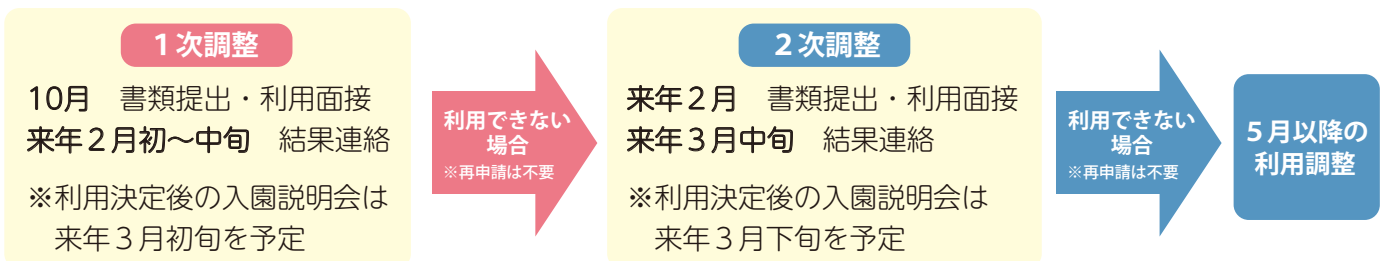 1次調整
10月　書類提出・利用面接
来年２月初〜中旬　結果連絡
※利用決定後の入園説明会は
来年３月初旬を予定
利用できない
場合
※再申請は不要
2次調整
来年２月　書類提出・利用面接
来年３月中旬　結果連絡
※利用決定後の入園説明会は
来年３月下旬を予定
利用できない
場合
※再申請は不要
５月以降の
利用調整